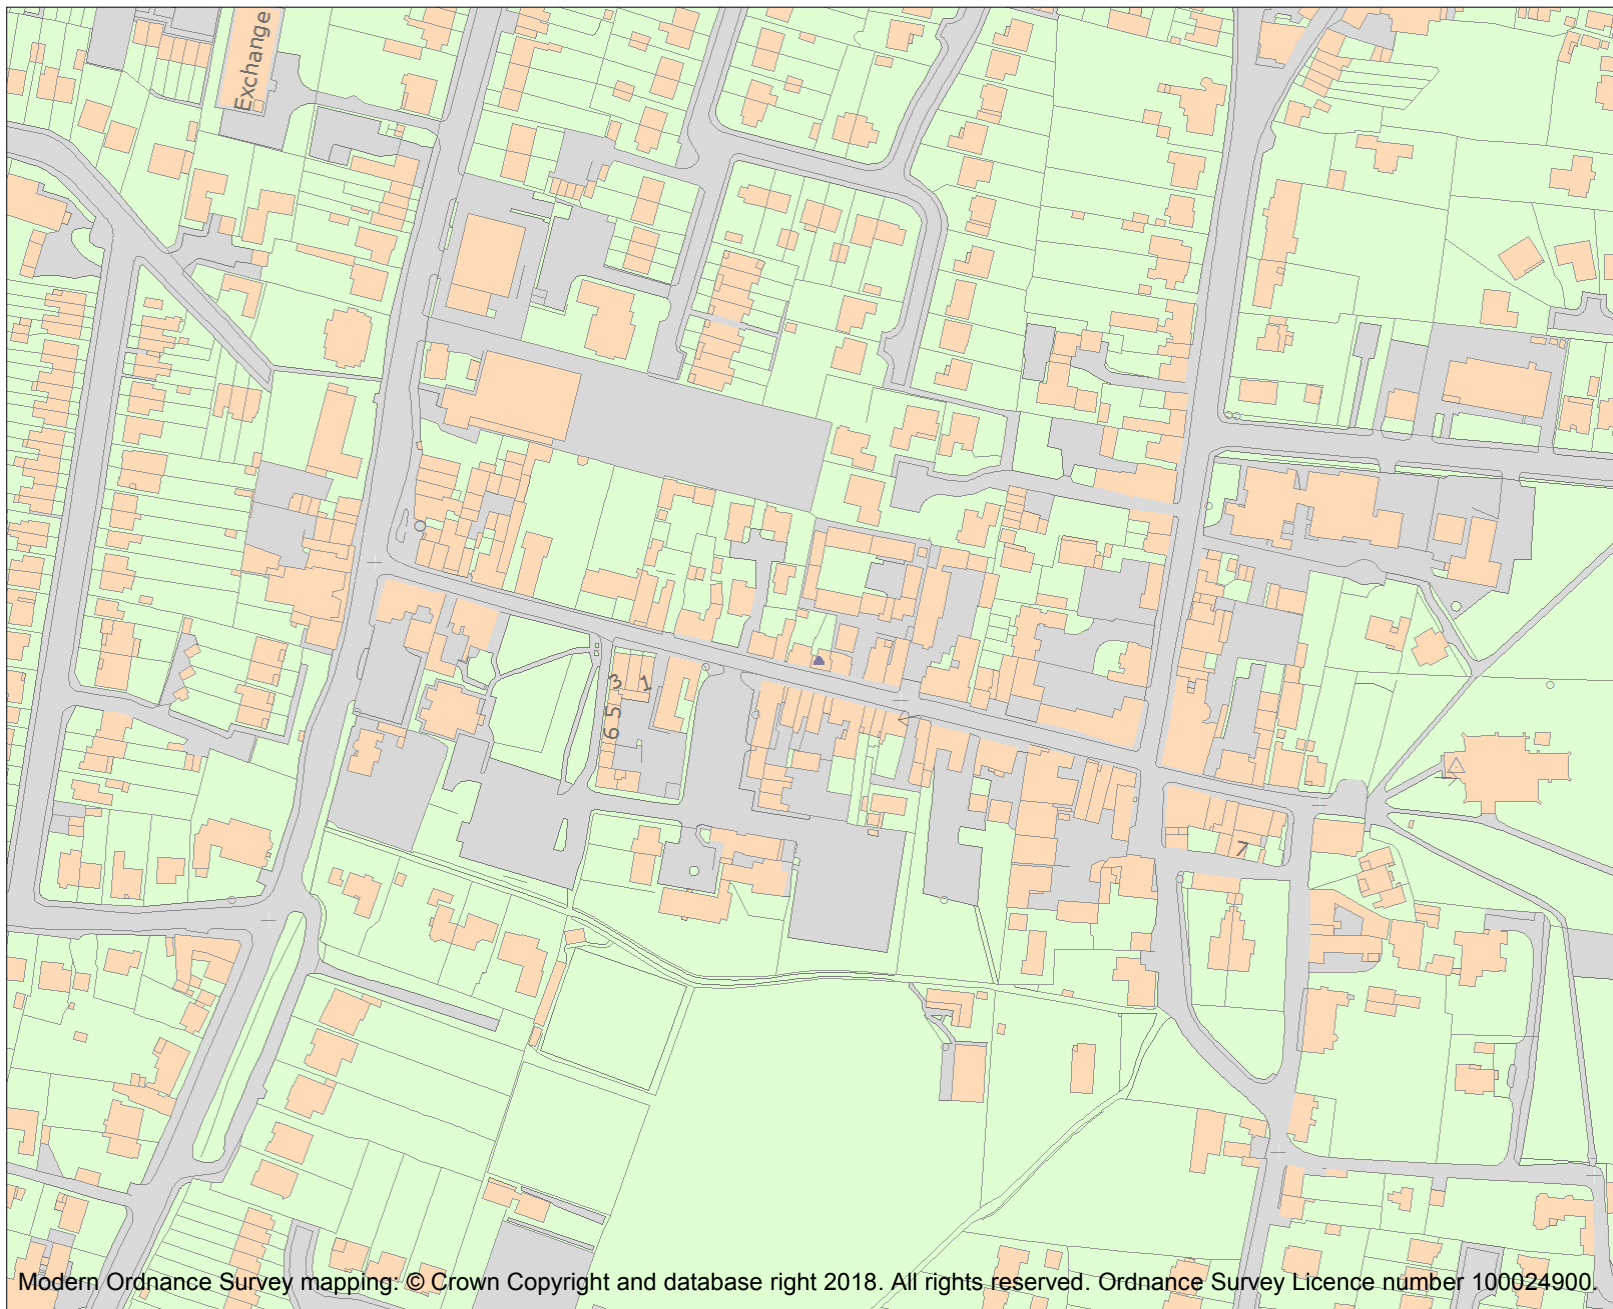 Exchange
3 1
5
6
7
Modern Ordnance Survey mapping: © Crown Copyright and database right 2018. All rights reserved. Ordnance Survey Licence number 100024900.